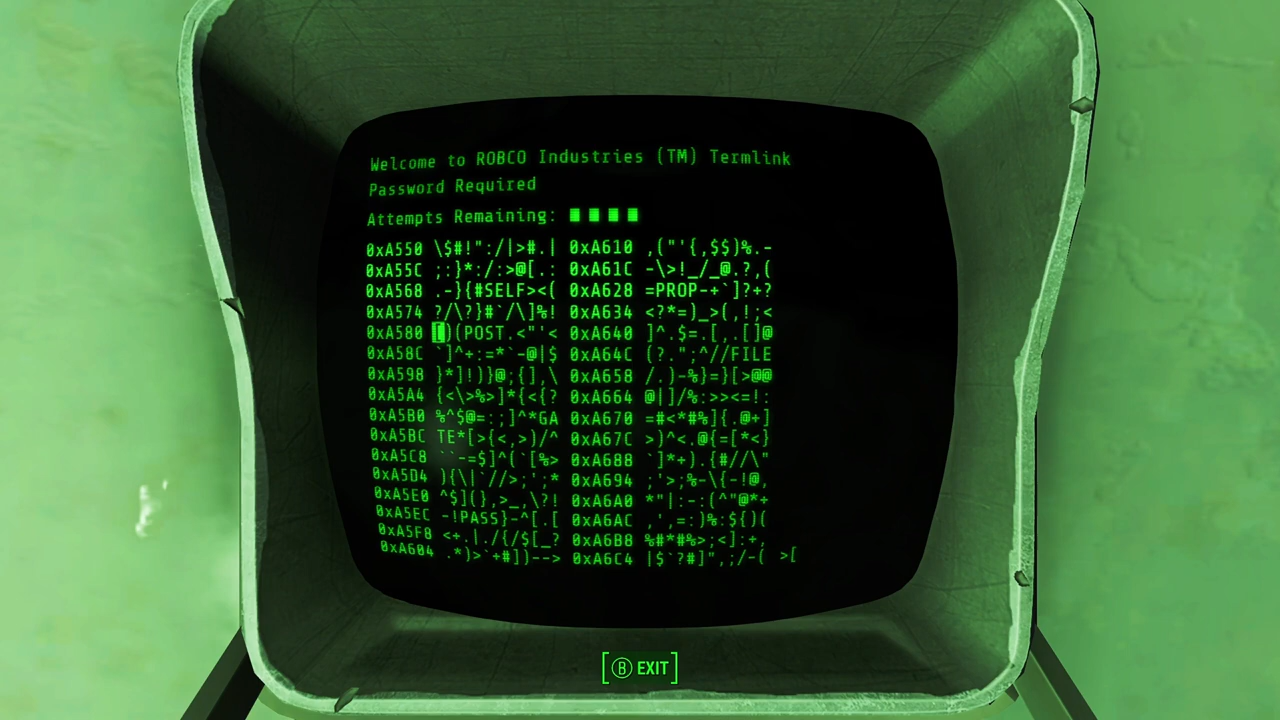 Welcome to ROBCO Industries (TM) Termlink
Password Required
Attempts Remaining: ■ ■ ■ ■
0xA550 \$#!":/|>#.| 0xA610 ,("'{,$$)%.-
0xA55C ;:}*:/:>@[.: 0xA61C -\>!_/_@.?,(
0xA568 .-}{#SELF><( 0xA628 =PROP-+`]?+?
0xA574 ?/\?}#`/\]%! 0xA634 <?*=)_>(,!;<
0xA580 [)(POST.<"'< 0xA640 ]^.$=.[,.[]@
0xA58C `]^+:=*`-@|$ 0xA64C (?.";^//FILE
0xA598 }*]!)}@;{],\ 0xA658 /.)-%}=}[>@@
0xA5A4 {<\>%>]*{<{? 0xA664 @|]/%:>><=!:
0xA5B0 %^$@=:;]^*GA 0xA670 =#<*#%]{.@+]
0xA5BC TE*[>{<,>)/^ 0xA67C >)^<.@{=[*<}
0xA5C8 ``-=$]^(`[%> 0xA688 `]*+).{#//\"
0xA5D4 ){\|`//>;';* 0xA694 ;'>;%-\{-!@,
0xA5E0 ^$](},>_,\?! 0xA6A0 *"|:-:(^"@*+
0xA5EC -!PASS}-^[.[ 0xA6AC ,',=:)%:${)(
0xA5F8 <+.|./{/$[_? 0xA6B8 %#*#%>;<]:+,
0xA604 .*)>`+#])--> 0xA6C4 |$`?#]",;/-( >[
(B) EXIT